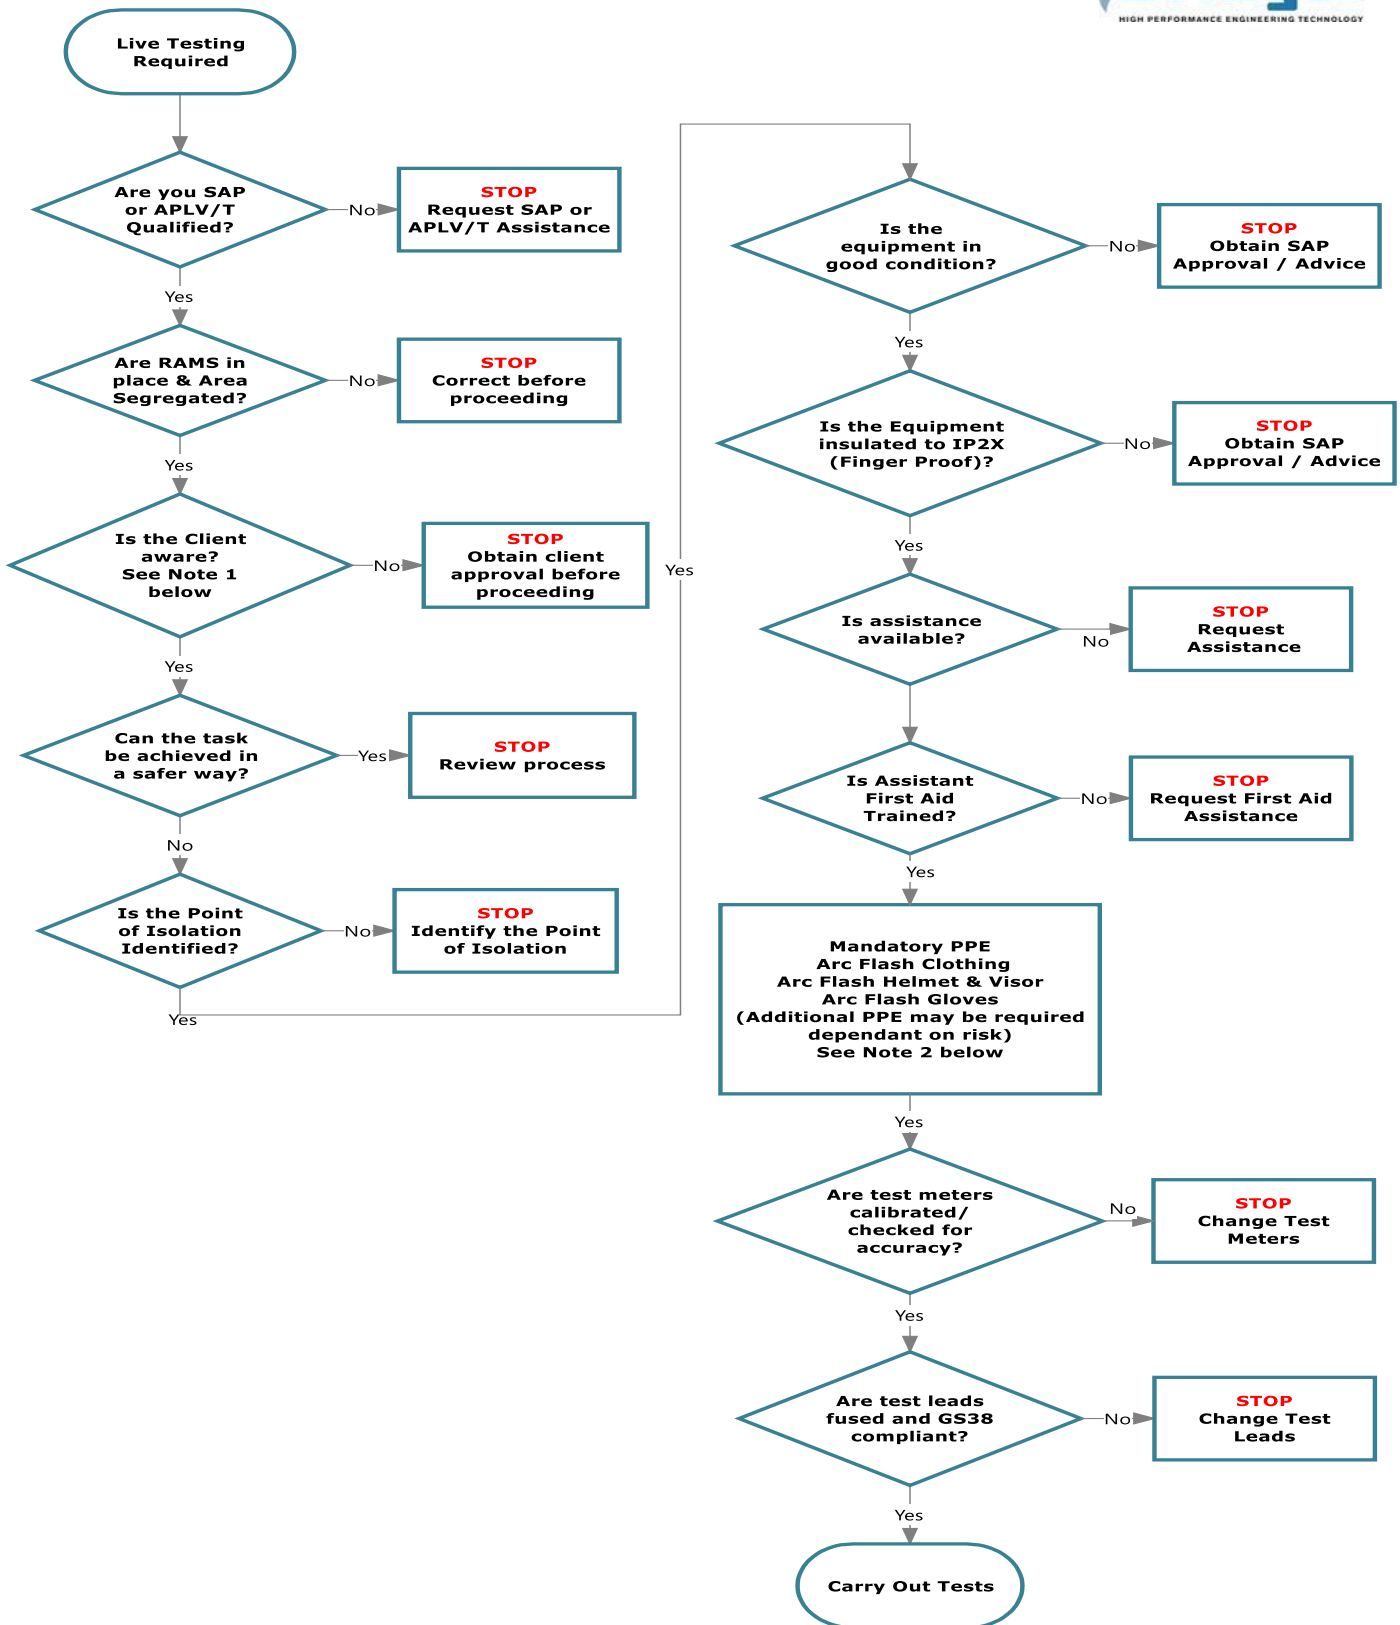 HIGH PERFORMANCE ENGINEERING TECHNOLOGY
Live Testing
Required
Are you SAP
or APLV/T
Qualified?
No
STOP
Request SAP or
APLV/T Assistance
Yes
Are RAMS in
place & Area
Segregated?
No
STOP
Correct before
proceeding
Yes
Is the Client
aware?
See Note 1
below
No
STOP
Obtain client
approval before
proceeding
Yes
Can the task
be achieved in
a safer way?
Yes
STOP
Review process
No
Is the Point
of Isolation
Identified?
No
STOP
Identify the Point
of Isolation
Yes
Yes
Is the
equipment in
good condition?
No
STOP
Obtain SAP
Approval / Advice
Yes
Is the Equipment
insulated to IP2X
(Finger Proof)?
No
STOP
Obtain SAP
Approval / Advice
Yes
Is assistance
available?
No
STOP
Request
Assistance
Is Assistant
First Aid
Trained?
No
STOP
Request First Aid
Assistance
Yes
Mandatory PPE
Arc Flash Clothing
Arc Flash Helmet & Visor
Arc Flash Gloves
(Additional PPE may be required
dependant on risk)
See Note 2 below
Yes
Are test meters
calibrated/
checked for
accuracy?
No
STOP
Change Test
Meters
Yes
Are test leads
fused and GS38
compliant?
No
STOP
Change Test
Leads
Yes
Carry Out Tests